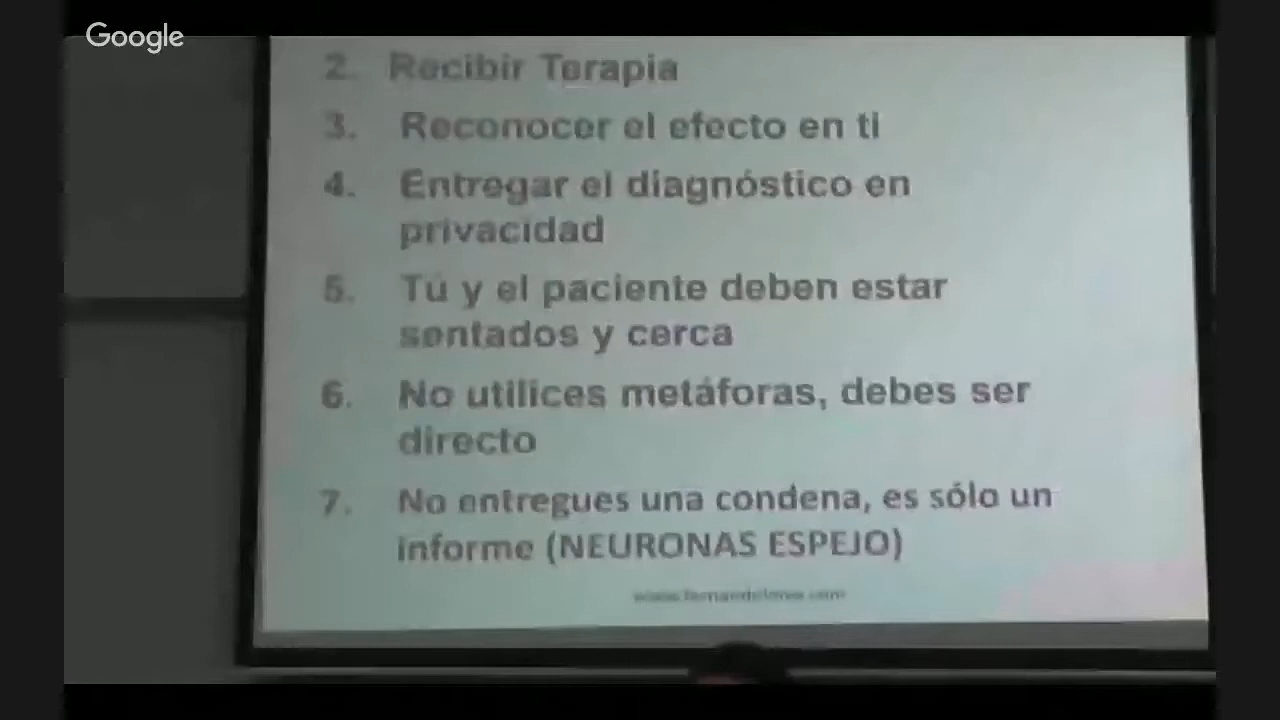 Google
2. Recibir Terapia
3. Reconocer el efecto en ti
4. Entregar el diagnóstico en
privacidad
5. Tú y el paciente deben estar
sentados y cerca
6. No utilices metáforas, debes ser
directo
7. No entregues una condena, es sólo un
informe (NEURONAS ESPEJO)